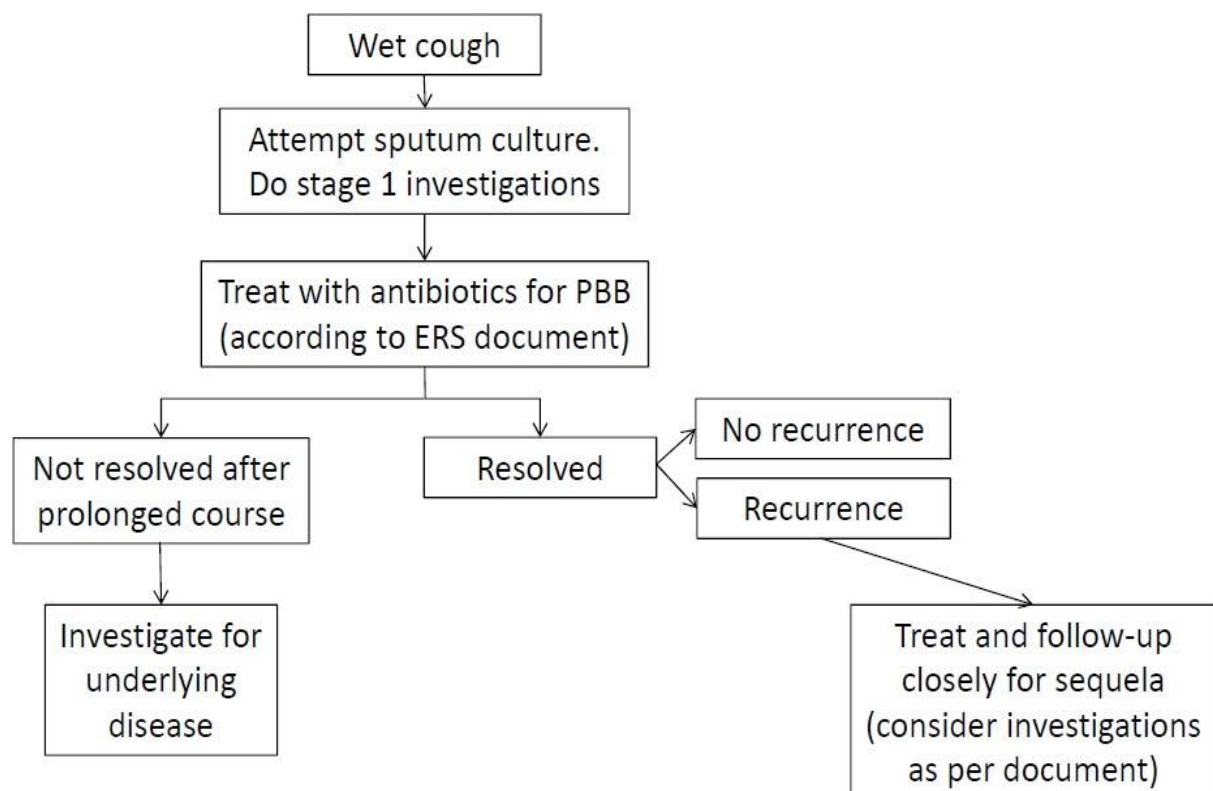 Wet cough
Attempt sputum culture.
Do stage 1 investigations
Treat with antibiotics for PBB
(according to ERS document)
Not resolved after
prolonged course
Resolved
No recurrence
Recurrence
Investigate for
underlying
disease
Treat and follow-up
closely for sequela
(consider investigations
as per document)